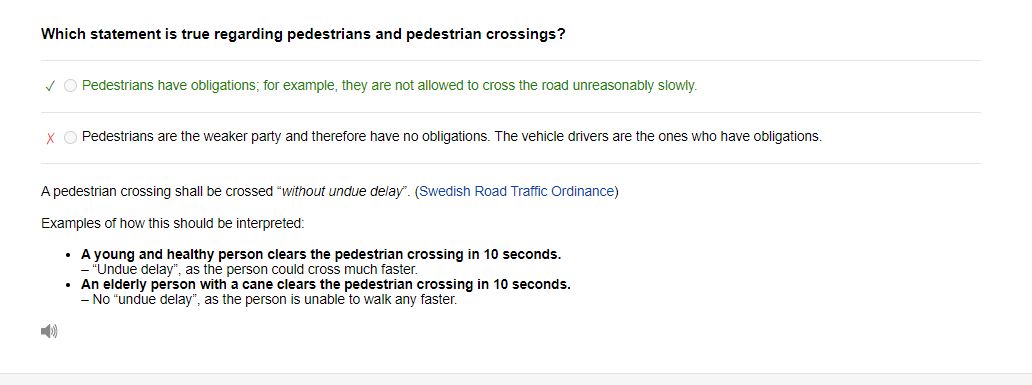 Which statement is true regarding pedestrians and pedestrian crossings?
✓ Pedestrians have obligations; for example, they are not allowed to cross the road unreasonably slowly.
X Pedestrians are the weaker party and therefore have no obligations. The vehicle drivers are the ones who have obligations.
A pedestrian crossing shall be crossed “without undue delay”. (Swedish Road Traffic Ordinance)
Examples of how this should be interpreted:
• A young and healthy person clears the pedestrian crossing in 10 seconds.
– “Undue delay”, as the person could cross much faster.
• An elderly person with a cane clears the pedestrian crossing in 10 seconds.
– No “undue delay”, as the person is unable to walk any faster.